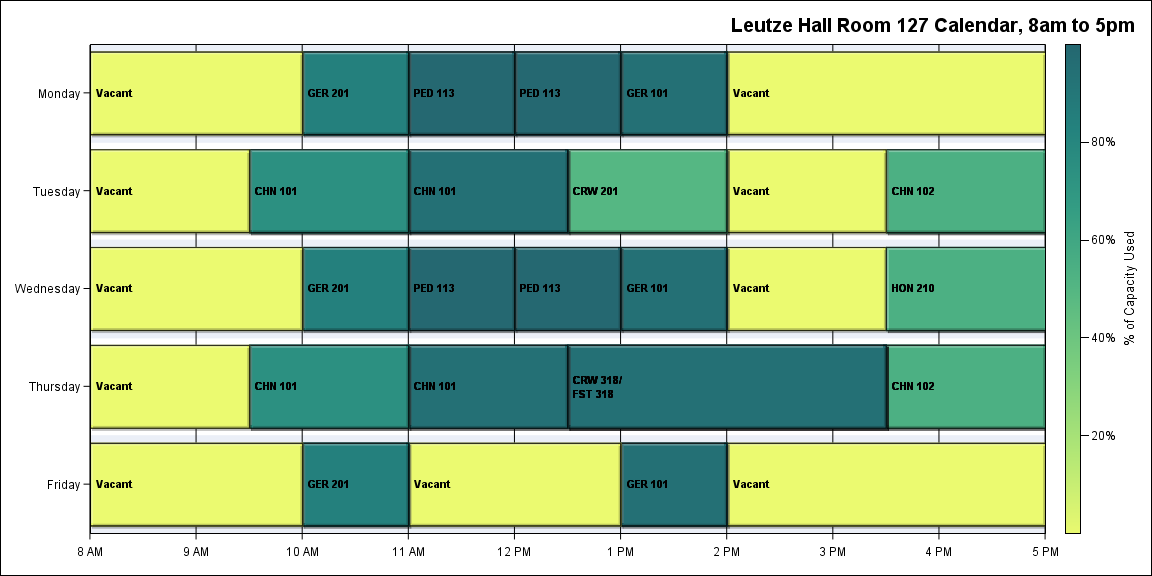 Leutze Hall Room 127 Calendar, 8am to 5pm
Monday
Vacant
GER 201
PED 113
PED 113
GER 101
Vacant
Tuesday
Vacant
CHN 101
CHN 101
CRW 201
Vacant
CHN 102
Wednesday
Vacant
GER 201
PED 113
PED 113
GER 101
Vacant
HON 210
Thursday
Vacant
CHN 101
CHN 101
CRW 318/
FST 318
CHN 102
Friday
Vacant
GER 201
Vacant
GER 101
Vacant
8 AM
9 AM
10 AM
11 AM
12 PM
1 PM
2 PM
3 PM
4 PM
5 PM
80%
60%
40%
20%
% of Capacity Used